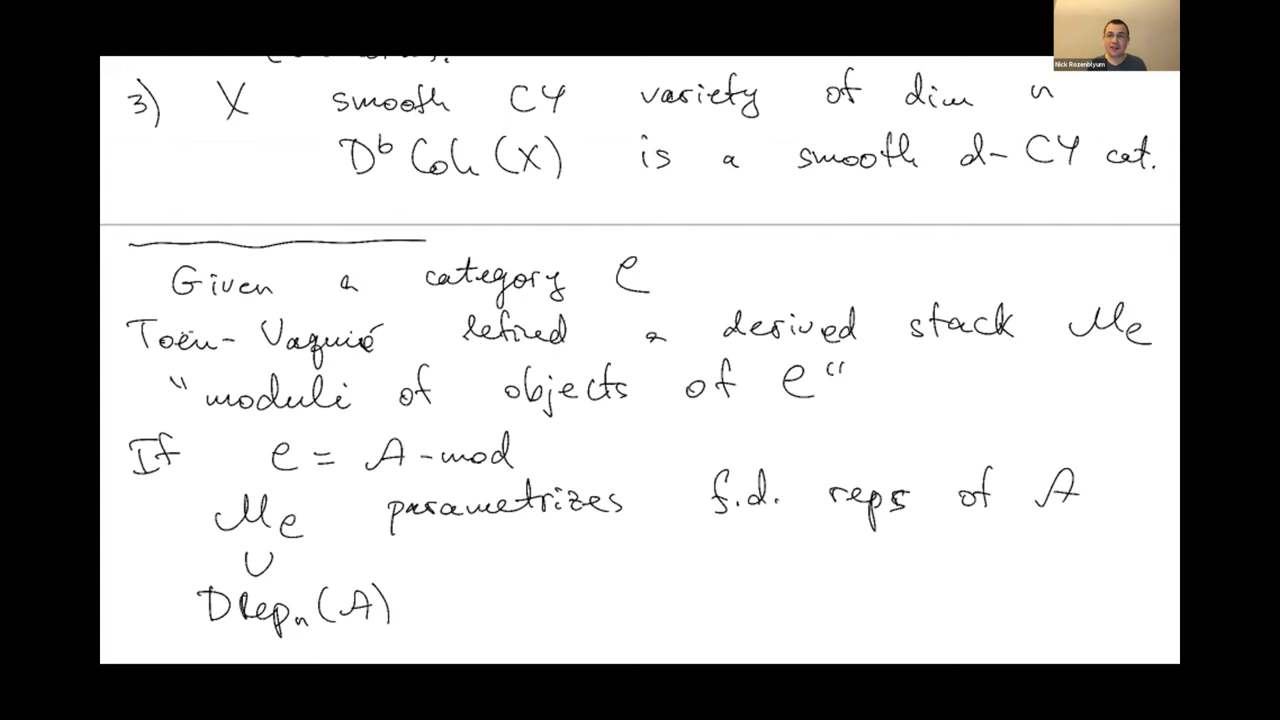 Nick Rozenblyum
3) X smooth CY variety of dim n
D^b Coh(X) is a smooth d-CY cat.
Given a category C
Toën-Vaquié defined a derived stack M_C
"moduli of objects of C"
If C = A-mod
M_C parametrizes f.d. reps of A
∪
DRep_n(A)